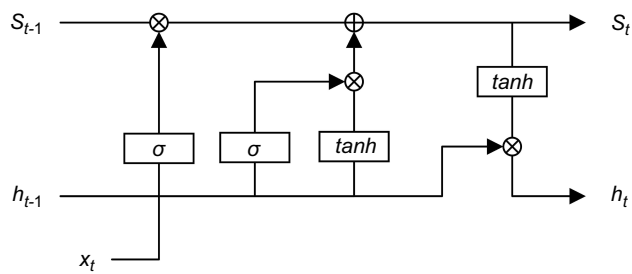 S_{t-1} S_t
tanh
σ σ tanh
h_{t-1} h_t
x_t